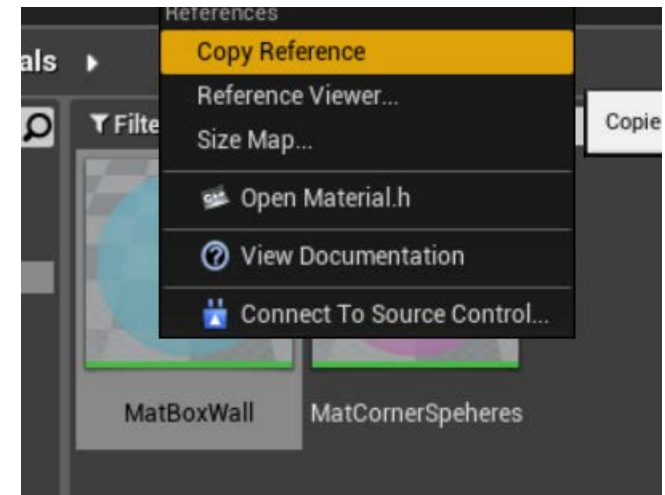 References
als
Copy Reference
Reference Viewer...
Filte
Copie
Size Map...
Open Material.h
View Documentation
Connect To Source Control...
MatBoxWall
MatCornerSpeheres